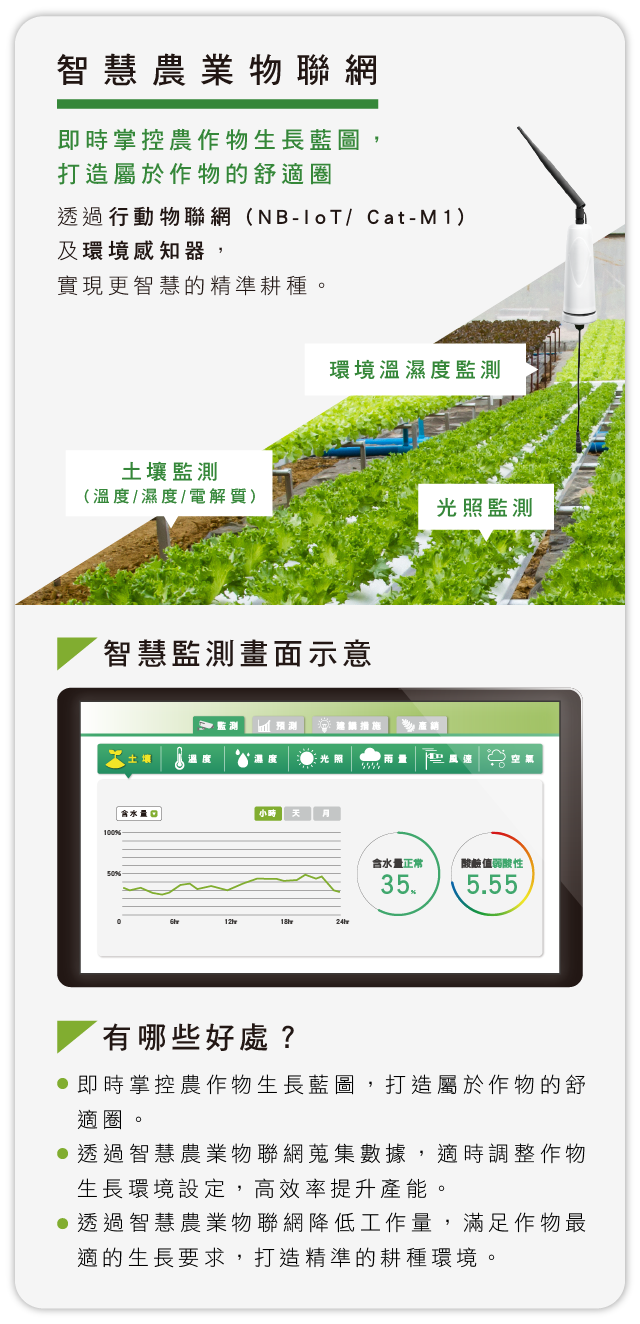 智慧農業物聯網
即時掌控農作物生長藍圖，
打造屬於作物的舒適圈
透過行動物聯網（NB-IoT/ Cat-M1）
及環境感知器，
實現更智慧的精準耕種。
環境溫濕度監測
土壤監測
（溫度/濕度/電解質）
光照監測
智慧監測畫面示意
監測 預測 建議措施 產銷
土壤 溫度 濕度 光照 雨量 風速 空氣
含水量 小時 天 月
100%
50%
0 6hr 12hr 18hr 24hr
含水量正常
35%
酸鹼值弱酸性
5.55
有哪些好處？
即時掌控農作物生長藍圖，打造屬於作物的舒
適圈。
透過智慧農業物聯網蒐集數據，適時調整作物
生長環境設定，高效率提升產能。
透過智慧農業物聯網降低工作量，滿足作物最
適的生長要求，打造精準的耕種環境。